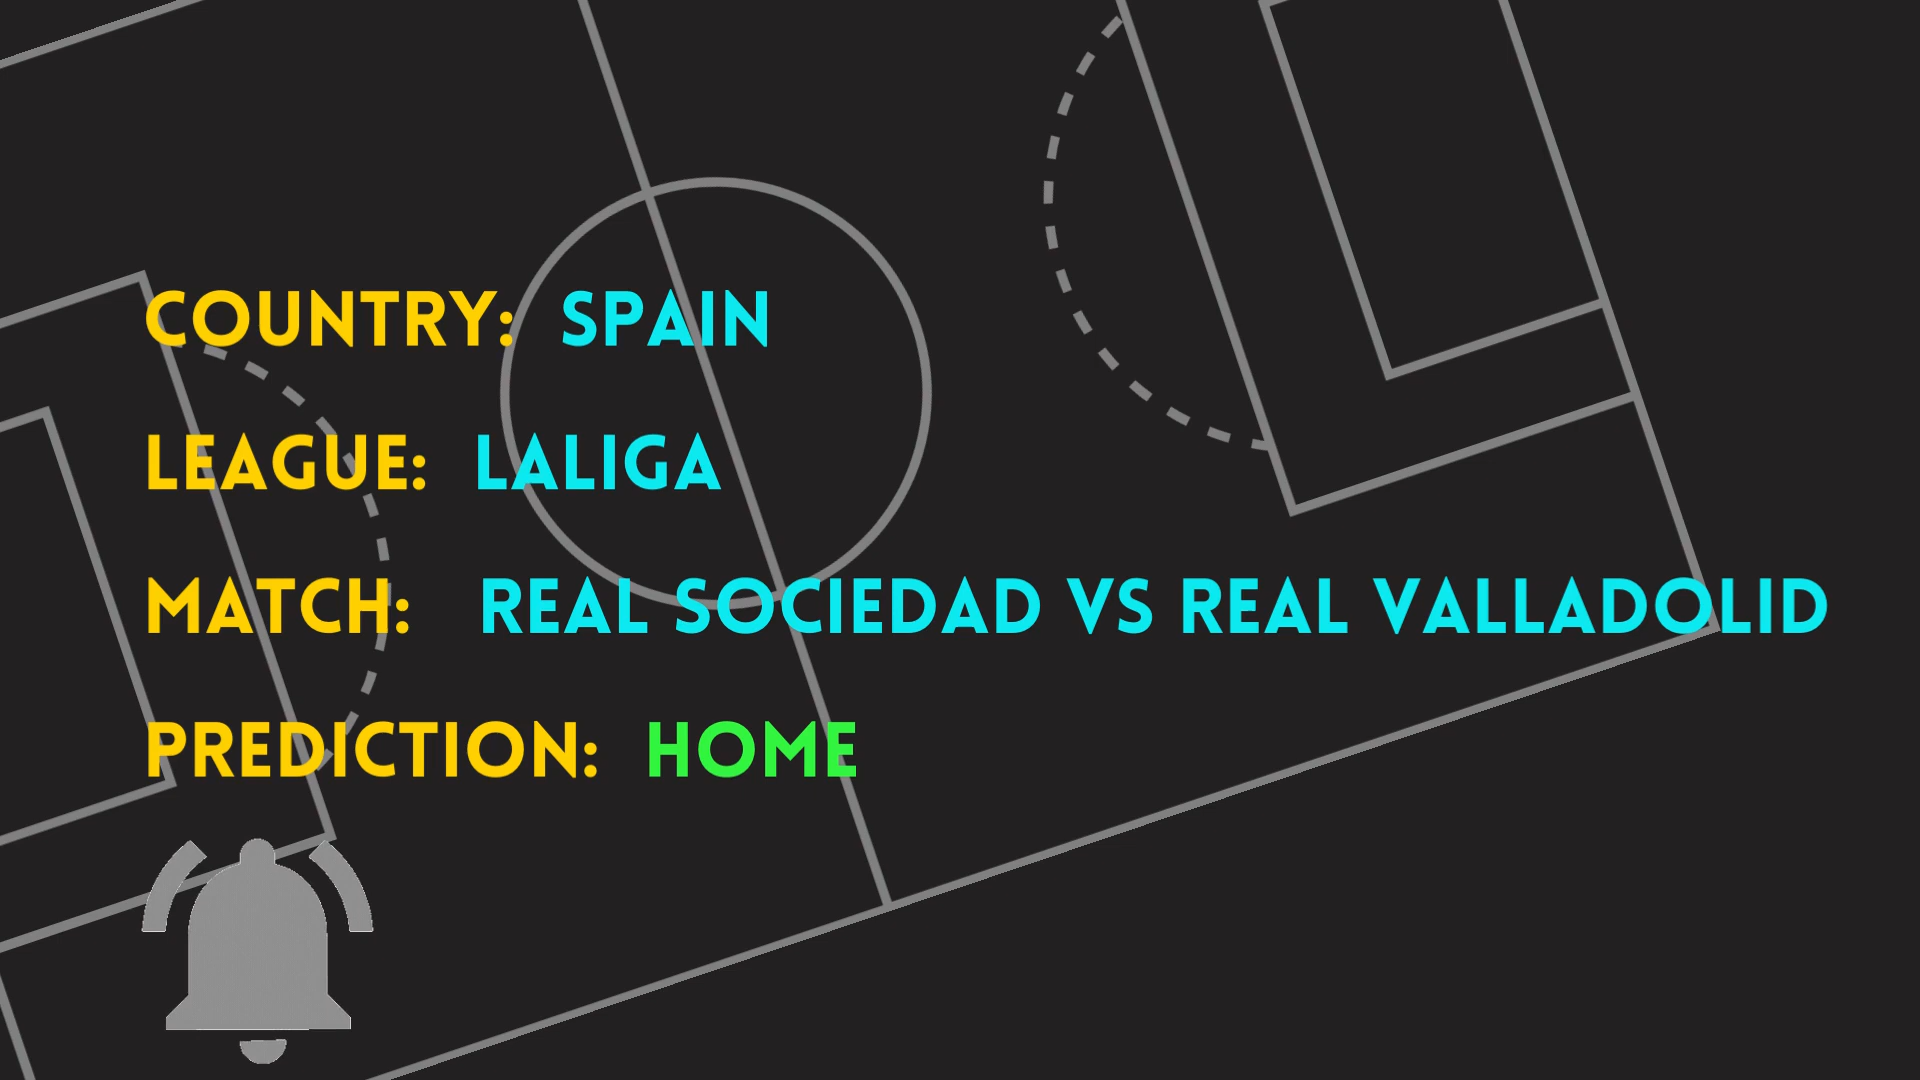 COUNTRY: SPAIN
LEAGUE: LALIGA
MATCH: REAL SOCIEDAD VS REAL VALLADOLID
PREDICTION: HOME